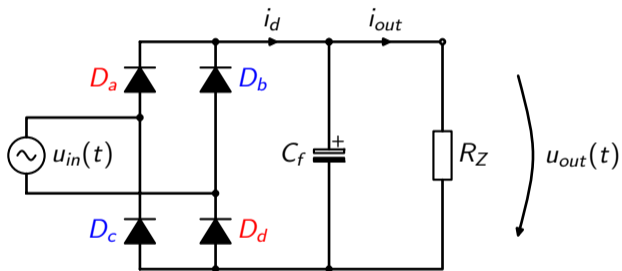 i_d i_out
D_a D_b
u_in(t) C_f + R_Z u_out(t)
D_c D_d